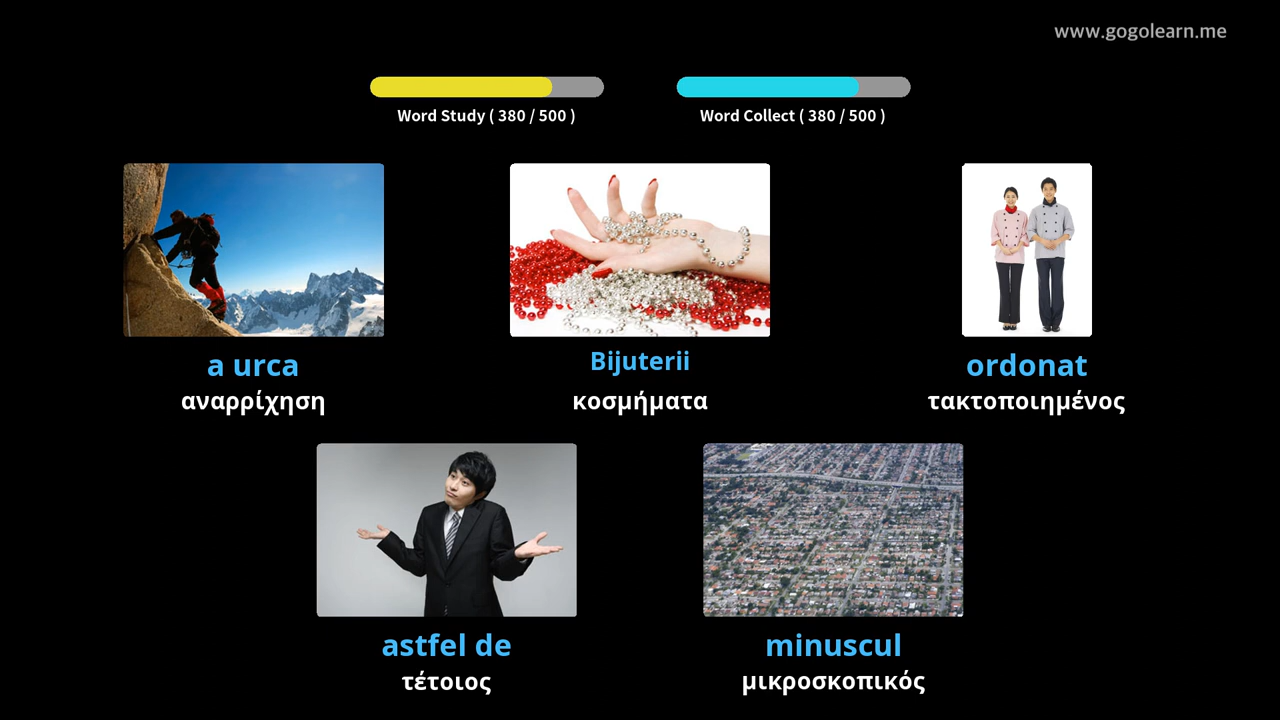 www.gogolearn.me
Word Study ( 380 / 500 )
Word Collect ( 380 / 500 )
a urca
αναρρίχηση
Bijuterii
κοσμήματα
ordonat
τακτοποιημένος
astfel de
τέτοιος
minuscul
μικροσκοπικός